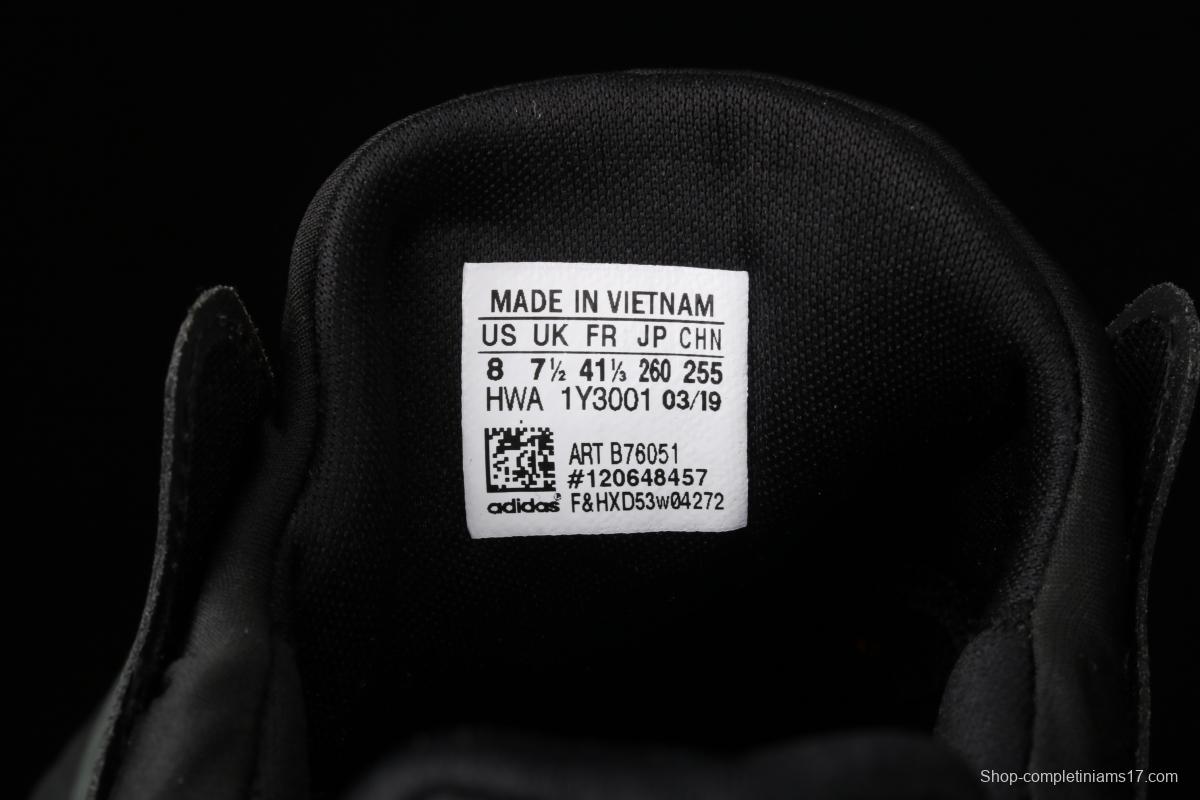 MADE IN VIETNAM
US UK FR JP CHN
8 7½ 41⅓ 260 255
HWA 1Y3001 03/19
ART B76051
#120648457
adidas® F&HXD53w04272
Shop-completiniams17.com